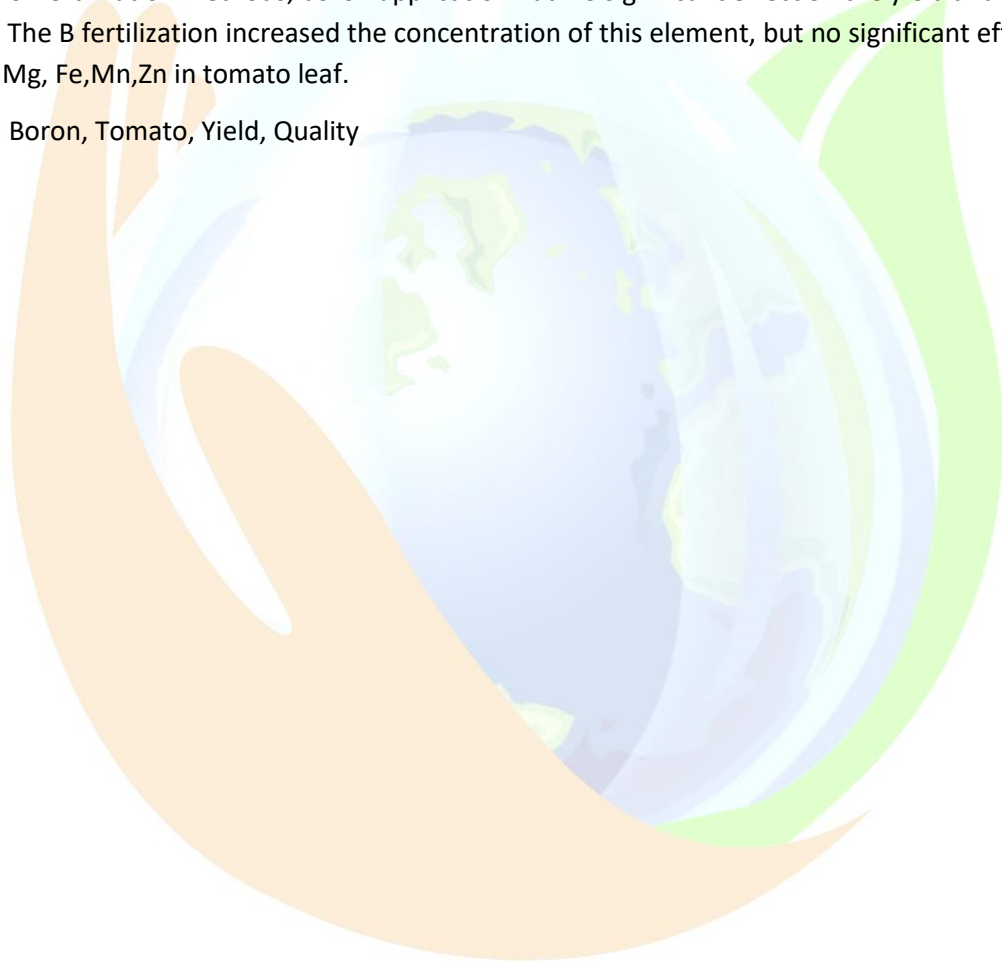 The B fertilization increased the concentration of this element, but no significant ef
Mg, Fe,Mn,Zn in tomato leaf.
Boron, Tomato, Yield, Quality